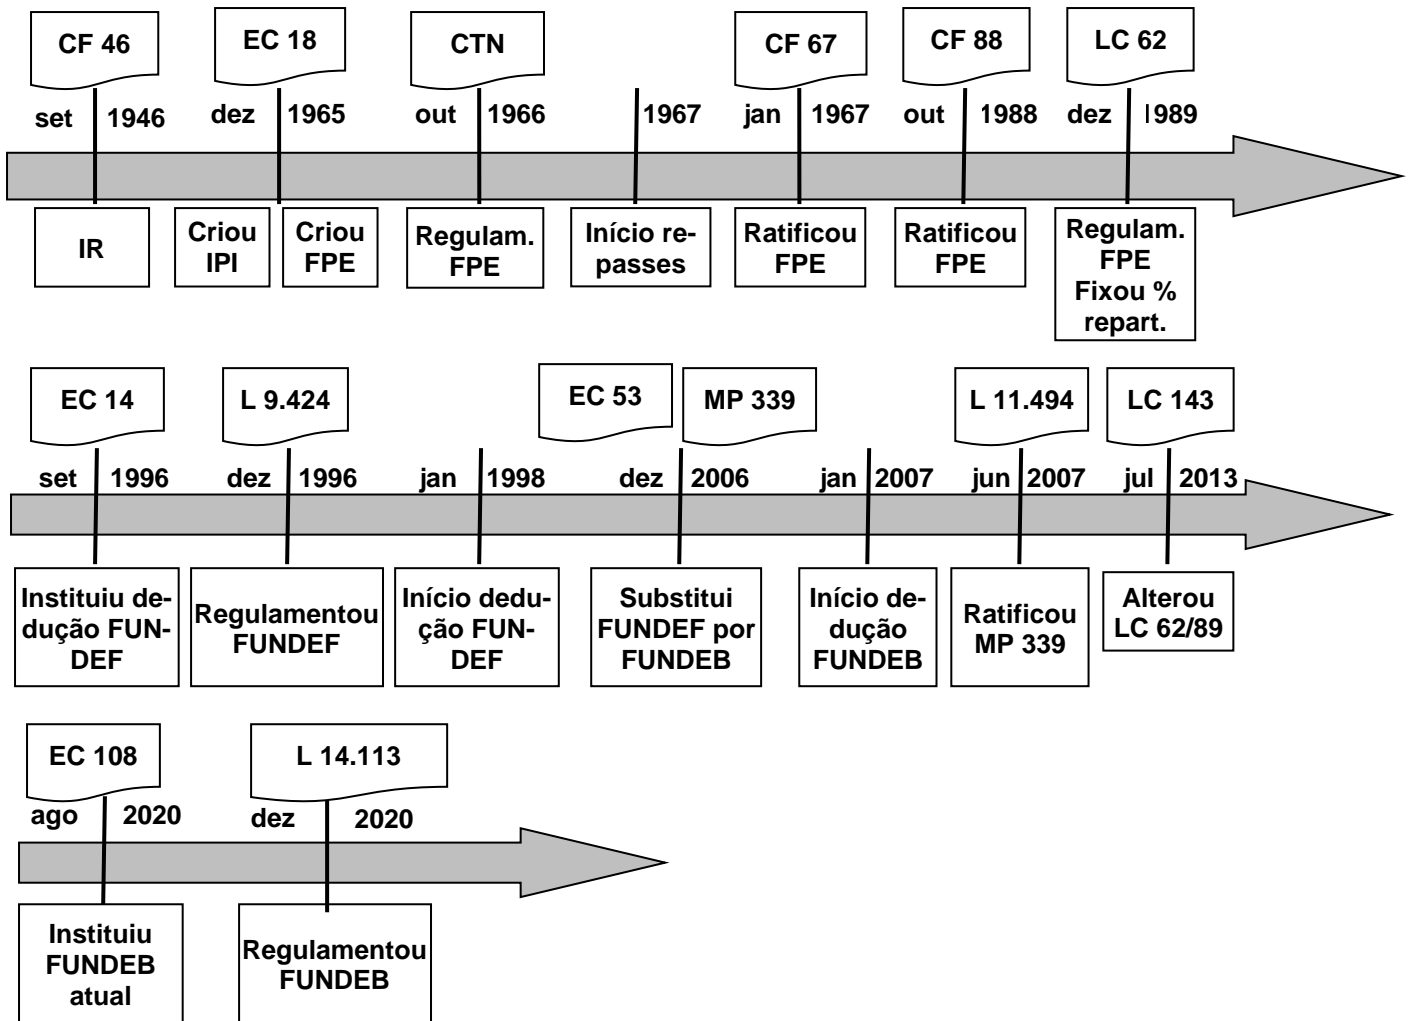 CF 46
EC 18
CTN
CF 67
CF 88
LC 62
set 1946
dez 1965
out 1966
1967
jan 1967
out 1988
dez 1989
IR
Criou
IPI
Criou
FPE
Regulam.
FPE
Início re-
passes
Ratificou
FPE
Ratificou
FPE
Regulam.
FPE
Fixou %
repart.
EC 14
L 9.424
EC 53
MP 339
L 11.494
LC 143
set 1996
dez 1996
jan 1998
dez 2006
jan 2007
jun 2007
jul 2013
Instituiu de-
dução FUN-
DEF
Regulamentou
FUNDEF
Início dedu-
ção FUN-
DEF
Substitui
FUNDEF por
FUNDEB
Início de-
dução
FUNDEB
Ratificou
MP 339
Alterou
LC 62/89
EC 108
L 14.113
ago 2020
dez 2020
Instituiu
FUNDEB
atual
Regulamentou
FUNDEB